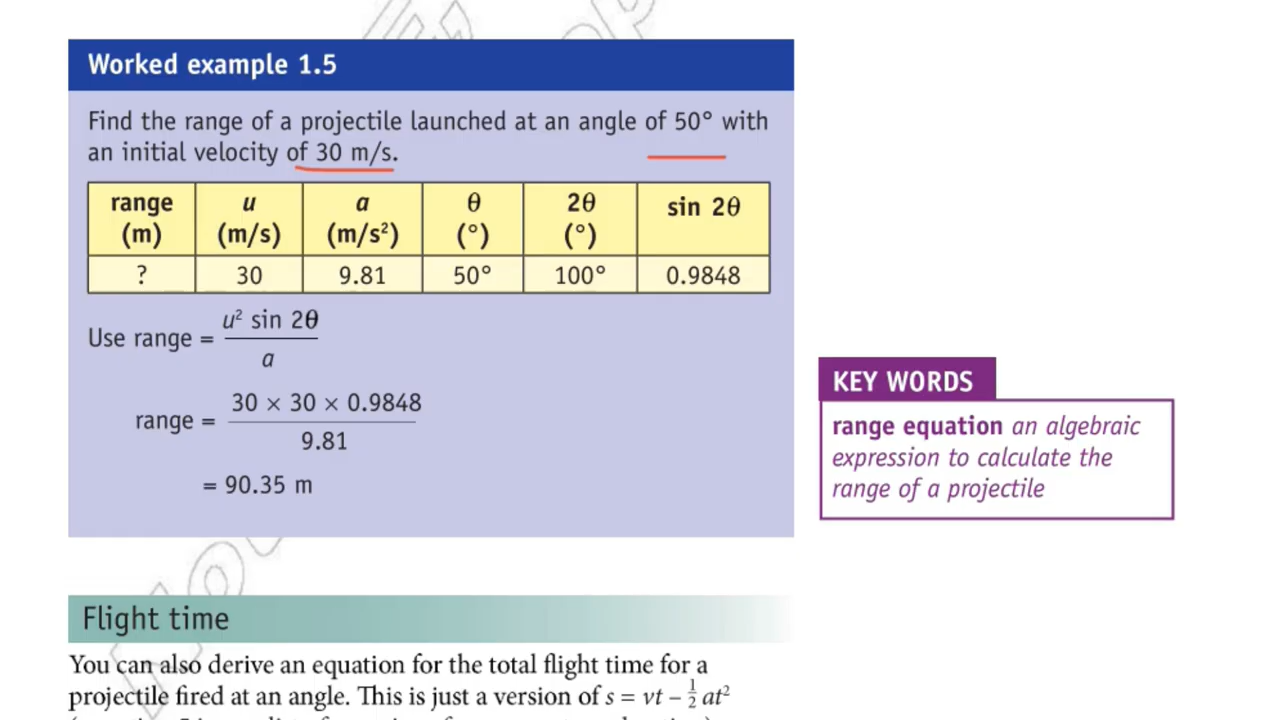 Worked example 1.5
Find the range of a projectile launched at an angle of 50° with
an initial velocity of 30 m/s.
range (m) u (m/s) a (m/s²) θ (°) 2θ (°) sin 2θ
? 30 9.81 50° 100° 0.9848
Use range = u² sin 2θ / a
range = 30 × 30 × 0.9848 / 9.81
= 90.35 m
KEY WORDS
range equation an algebraic
expression to calculate the
range of a projectile
Flight time
You can also derive an equation for the total flight time for a
projectile fired at an angle. This is just a version of s = vt – ½ at²